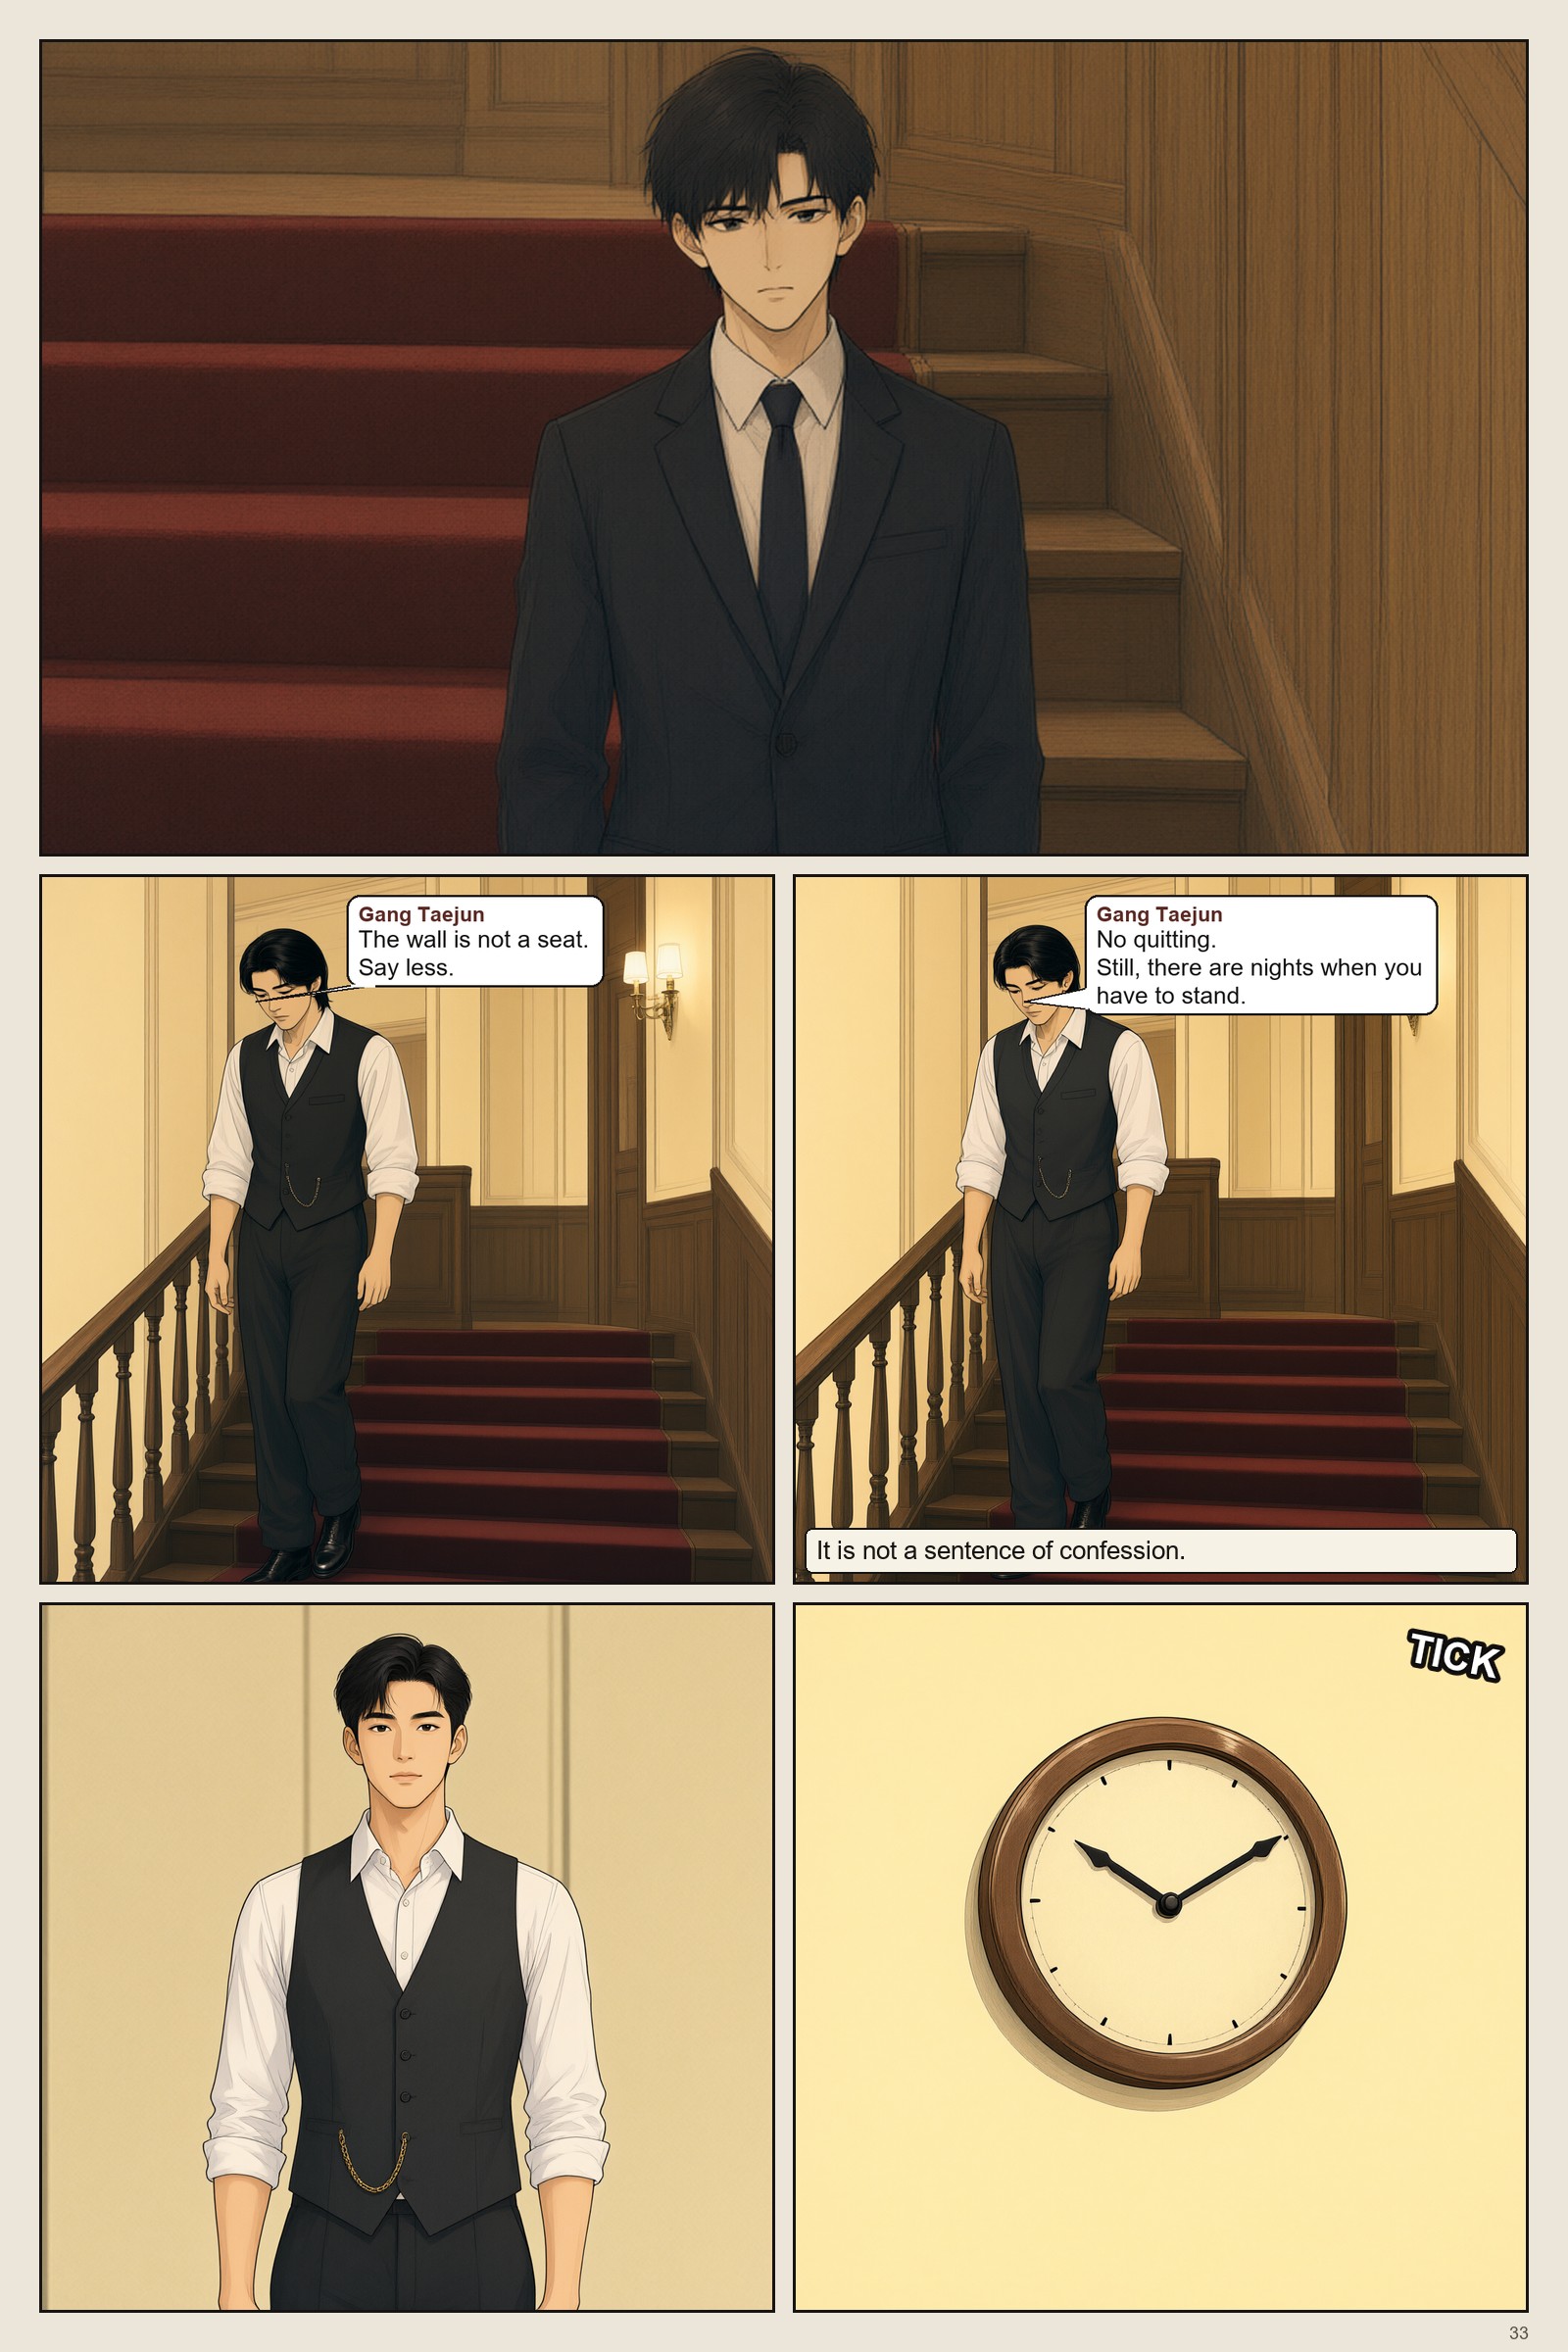 Gang Taejun
The wall is not a seat.
Say less.
Gang Taejun
No quitting.
Still, there are nights when you
have to stand.
It is not a sentence of confession.
TICK
33